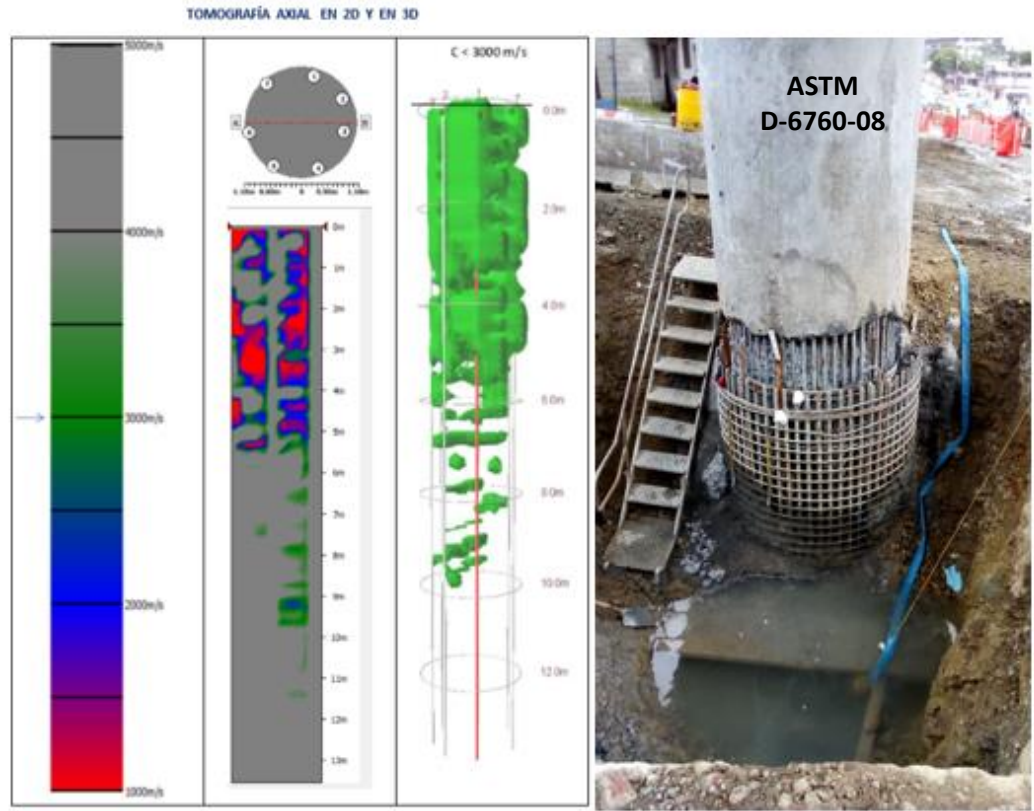 TOMOGRAFÍA AXIAL EN 2D Y EN 3D
5000m/s
4000m/s
3000m/s
2000m/s
1000m/s
0m
1m
2m
3m
4m
5m
6m
7m
8m
9m
10m
11m
12m
13m
C < 3000 m/s
0.0m
2.0m
4.0m
6.0m
8.0m
10.0m
12.0m
ASTM
D-6760-08